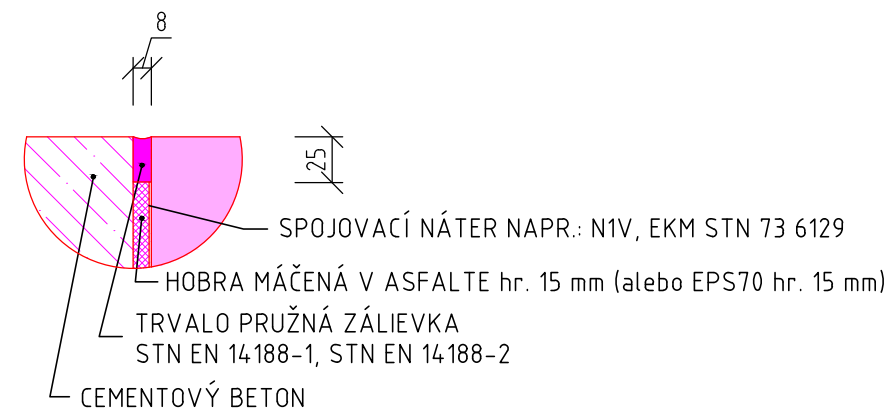 8
25
SPOJOVACÍ NÁTER NAPR.: N1V, EKM STN 73 6129
HOBRA MÁČENÁ V ASFALTE hr. 15 mm (alebo EPS70 hr. 15 mm)
TRVALO PRUŽNÁ ZÁLIEVKA
STN EN 14188-1, STN EN 14188-2
CEMENTOVÝ BETON